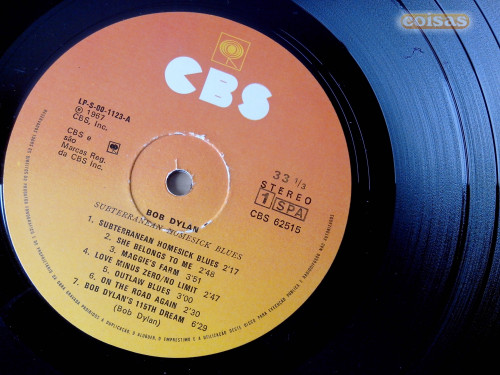 coisas
CBS
LP-S-00-1123-A
℗ 1967
CBS, Inc.
CBS e
são
Marcas Reg.
da CBS Inc.
33 1/3
STEREO
1 SPA
CBS 62515
BOB DYLAN
SUBTERRANEAN HOMESICK BLUES
1. SUBTERRANEAN HOMESICK BLUES 2'17
2. SHE BELONGS TO ME 2'48
3. MAGGIE'S FARM 3'51
4. LOVE MINUS ZERO/NO LIMIT 2'47
5. OUTLAW BLUES 3'00
6. ON THE ROAD AGAIN 2'30
7. BOB DYLAN'S 115TH DREAM 6'29
(Bob Dylan)